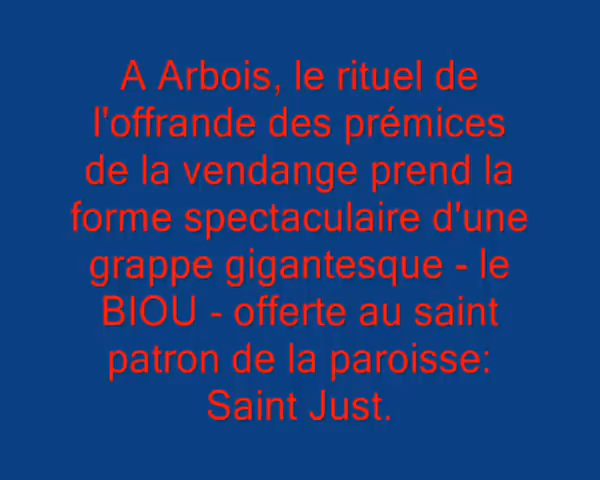 A Arbois, le rituel de
l'offrande des prémices
de la vendange prend la
forme spectaculaire d'une
grappe gigantesque - le
BIOU - offerte au saint
patron de la paroisse:
Saint Just.